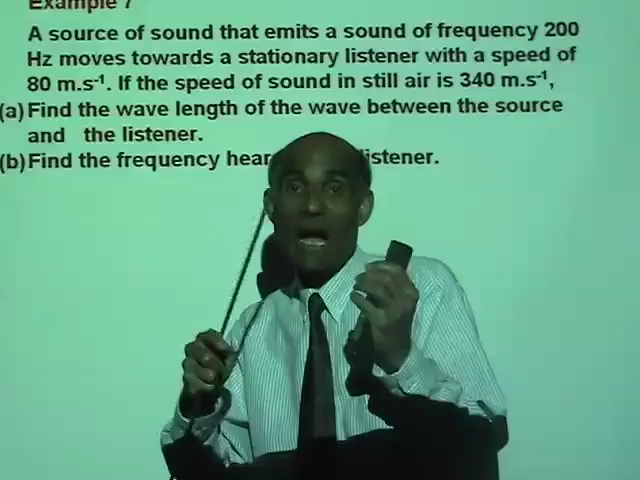 Example 7
A source of sound that emits a sound of frequency 200
Hz moves towards a stationary listener with a speed of
80 m.s⁻¹. If the speed of sound in still air is 340 m.s⁻¹,
(a) Find the wave length of the wave between the source
and the listener.
(b) Find the frequency listener.